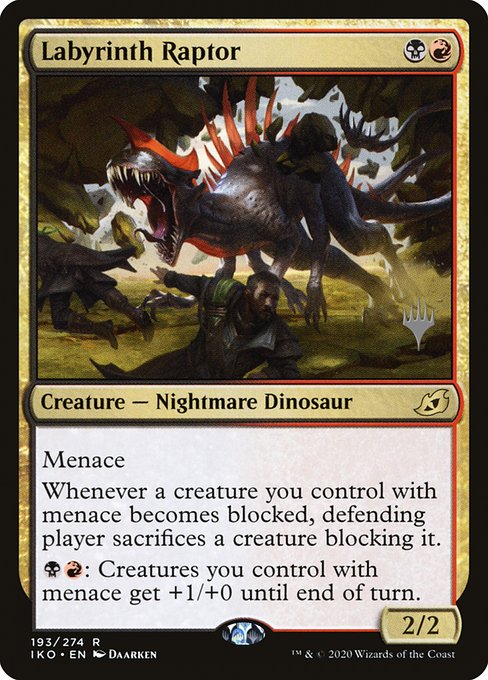 Labyrinth Raptor
Creature — Nightmare Dinosaur
Menace
Whenever a creature you control with
menace becomes blocked, defending
player sacrifices a creature blocking it.
: Creatures you control with
menace get +1/+0 until end of turn.
2/2
193/274 R
IKO • EN Daarken
™ & © 2020 Wizards of the Coast